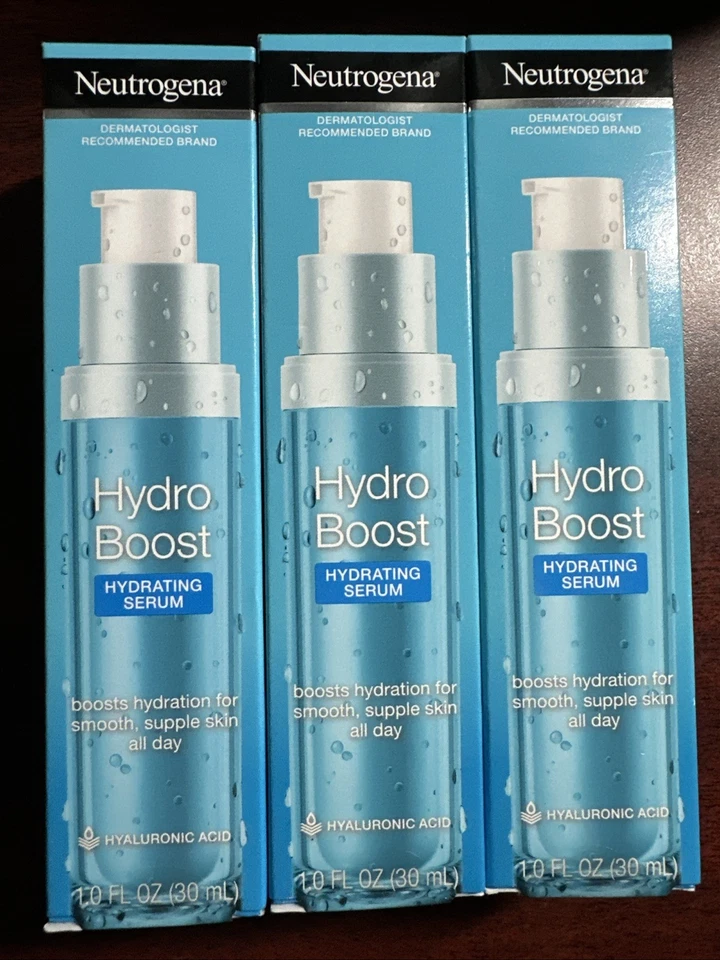 Neutrogena®
DERMATOLOGIST
RECOMMENDED BRAND
Hydro
Boost
HYDRATING
SERUM
boosts hydration for
smooth, supple skin
all day
HYALURONIC ACID
1.0 FL OZ (30 mL)
Neutrogena®
DERMATOLOGIST
RECOMMENDED BRAND
Hydro
Boost
HYDRATING
SERUM
boosts hydration for
smooth, supple skin
all day
HYALURONIC ACID
1.0 FL OZ (30 mL)
Neutrogena®
DERMATOLOGIST
RECOMMENDED BRAND
Hydro
Boost
HYDRATING
SERUM
boosts hydration for
smooth, supple skin
all day
HYALURONIC ACID
1.0 FL OZ (30 mL)